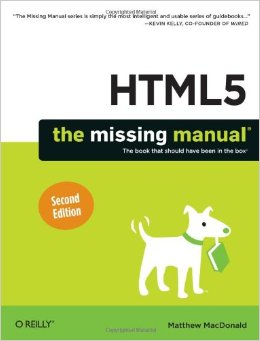 Copyrighted Material
"The Missing Manual series is simply the most intelligent and usable series of guidebooks..."
—KEVIN KELLY, CO-FOUNDER OF WIRED
HTML5
the missing manual®
The book that should have been in the box®
Second
Edition
O REILLY®
Matthew MacDonald